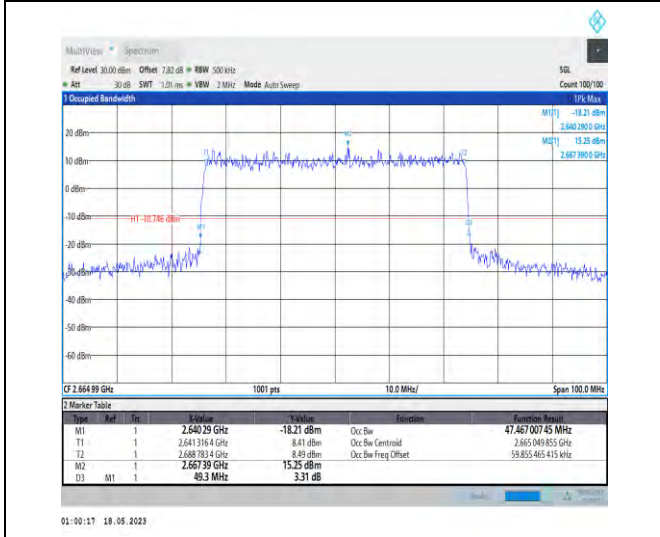 MultiView Spectrum
Ref Level 30.00 dBm Offset 7.82 dB RBW 500 kHz SGL
Att 30 dB SWT 1.01 ms VBW 2 MHz Mode Auto Sweep Count 100/100
1 Occupied Bandwidth 1Pk Max
M1[1] -18.21 dBm
2.640 290 0 GHz
M2[1] 15.25 dBm
2.667 390 0 GHz
20 dBm
M2
T1 T2
10 dBm
0 dBm
-10 dBm
H1 -10.746 dBm
D3
M1
-20 dBm
-30 dBm
-40 dBm
-50 dBm
-60 dBm
CF 2.664 99 GHz 1001 pts 10.0 MHz/ Span 100.0 MHz
2 Marker Table
Type Ref Trc X-Value Y-Value Function Function Result
M1 1 2.640 29 GHz -18.21 dBm Occ Bw 47.467 007 45 MHz
T1 1 2.641 316 4 GHz 8.41 dBm Occ Bw Centroid 2.665 049 855 GHz
T2 1 2.688 783 4 GHz 8.49 dBm Occ Bw Freq Offset 59.855 465 415 kHz
M2 1 2.667 39 GHz 15.25 dBm
D3 M1 1 49.3 MHz 3.31 dB
01:00:17 18.05.2023